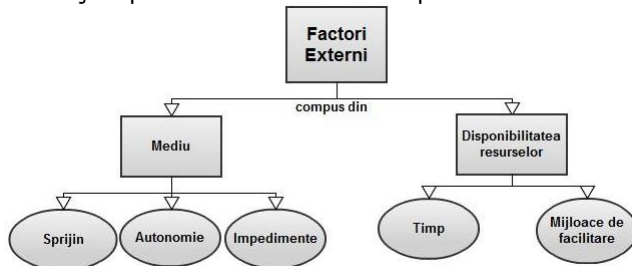 Factori
Externi
compus din
Mediu
Disponibilitatea
resurselor
Sprijin
Autonomie
Impedimente
Timp
Mijloace de
facilitare